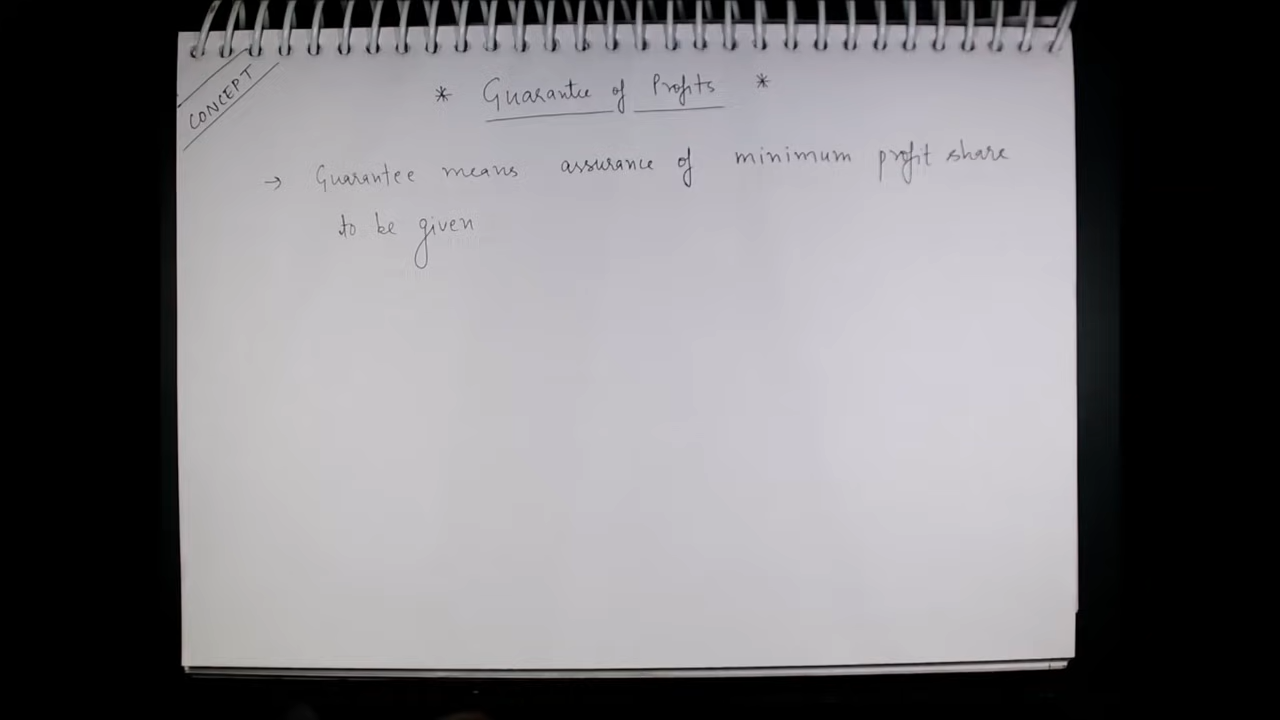 CONCEPT
* Guarantee of Profits *
→ Guarantee means assurance of minimum profit share
to be given